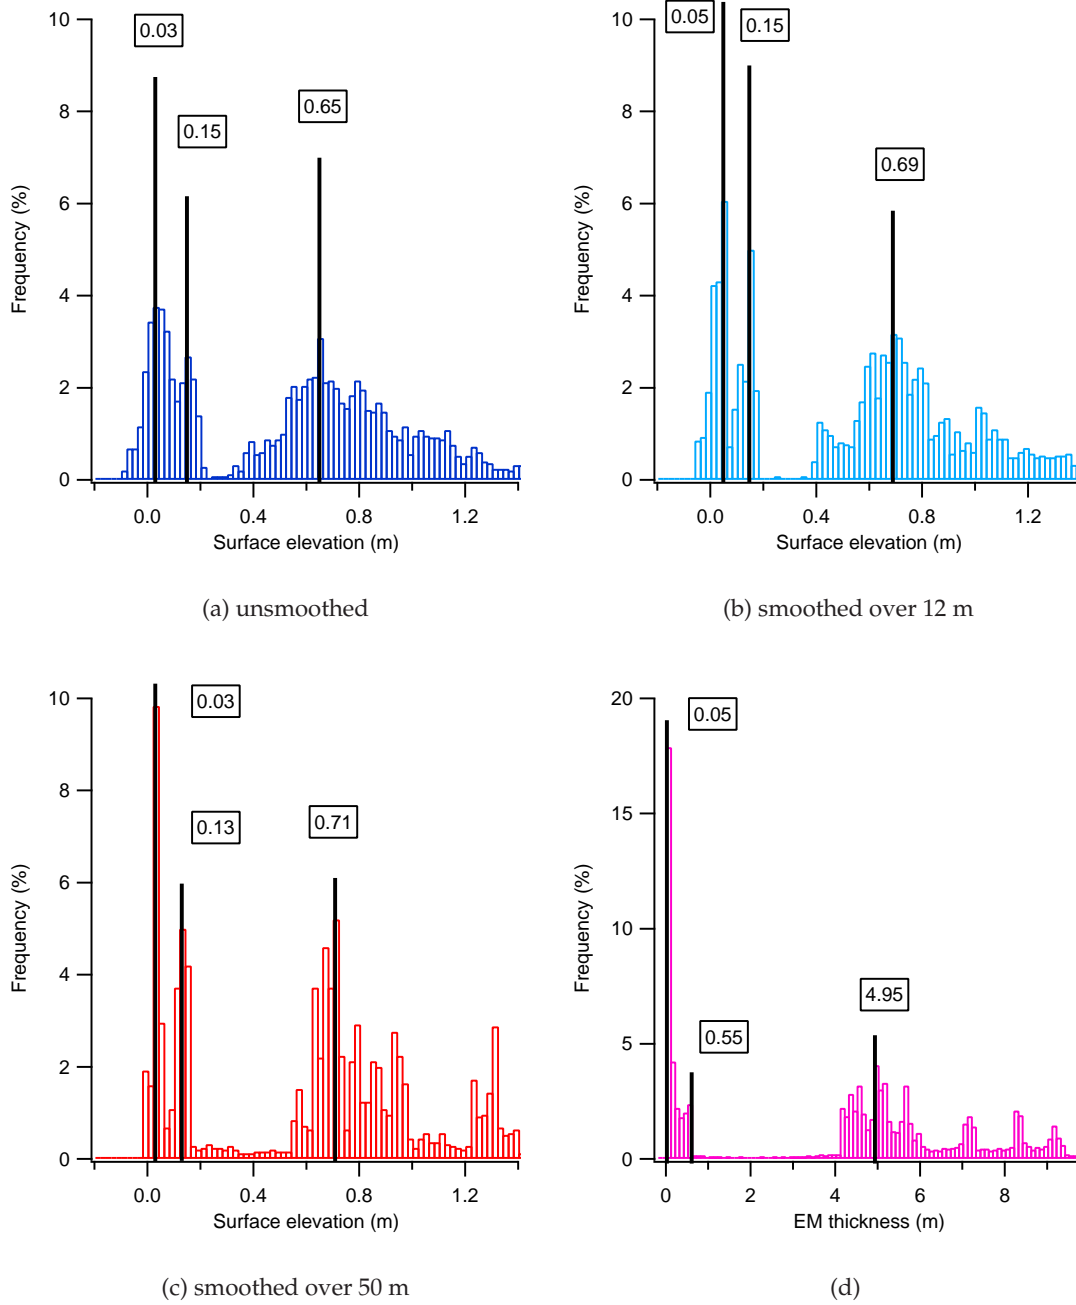 10
8
6
4
2
0
Frequency (%)
0.03
0.15
0.65
0.0 0.4 0.8 1.2
Surface elevation (m)
(a) unsmoothed
10
8
6
4
2
0
Frequency (%)
0.05
0.15
0.69
0.0 0.4 0.8 1.2
Surface elevation (m)
(b) smoothed over 12 m
10
8
6
4
2
0
Frequency (%)
0.03
0.13
0.71
0.0 0.4 0.8 1.2
Surface elevation (m)
(c) smoothed over 50 m
20
15
10
5
0
Frequency (%)
0.05
0.55
4.95
0 2 4 6 8
EM thickness (m)
(d)